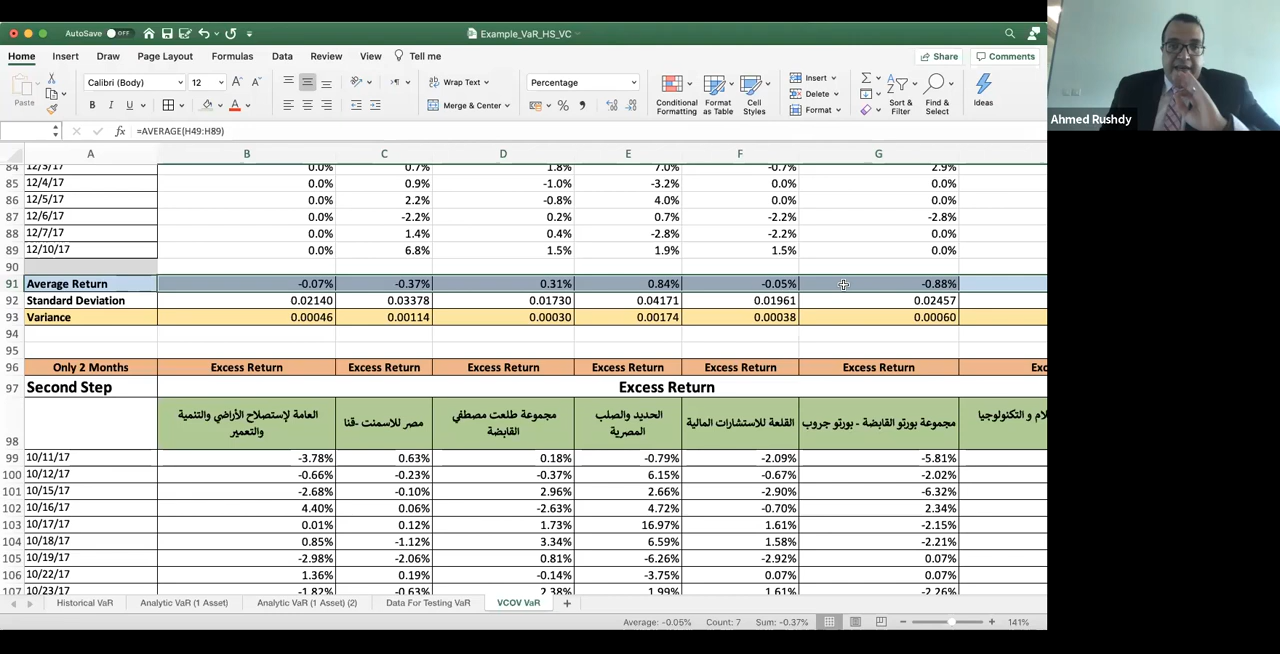 AutoSave OFF
Example_VaR_HS_VC
Home Insert Draw Page Layout Formulas Data Review View Tell me Share Comments
Paste
Calibri (Body) 12
B I U
Wrap Text
Merge & Center
Percentage
Conditional Formatting
Format as Table
Cell Styles
Insert
Delete
Format
Sort & Filter
Find & Select
Ideas
Ahmed Rushdy
fx =AVERAGE(H49:H89)
A B C D E F G
84 12/3/17 0.0% 0.7% 1.8% 7.0% -0.7% 2.9%
85 12/4/17 0.0% 0.9% -1.0% -3.2% 0.0% 0.0%
86 12/5/17 0.0% 2.2% -0.8% 4.0% 0.0% 0.0%
87 12/6/17 0.0% -2.2% 0.2% 0.7% -2.2% -2.8%
88 12/7/17 0.0% 1.4% 0.4% -2.8% -2.2% 0.0%
89 12/10/17 0.0% 6.8% 1.5% 1.9% 1.5% 0.0%
90
91 Average Return -0.07% -0.37% 0.31% 0.84% -0.05% -0.88%
92 Standard Deviation 0.02140 0.03378 0.01730 0.04171 0.01961 0.02457
93 Variance 0.00046 0.00114 0.00030 0.00174 0.00038 0.00060
94
95
96 Only 2 Months Excess Return Excess Return Excess Return Excess Return Excess Return Excess Return Exc
97 Second Step Excess Return
98
العامة لإستصلاح الأراضي والتنمية
والتعمير
مصر للاسمنت -قنا
مجموعة طلعت مصطفي
القابضة
الحديد والصلب
المصرية
القلعة للاستشارات المالية
مجموعة بورتو القابضة - بورتو جروب
لام و التكنولوجيا
99 10/11/17 -3.78% 0.63% 0.18% -0.79% -2.09% -5.81%
100 10/12/17 -0.66% -0.23% -0.37% 6.15% -0.67% -2.02%
101 10/15/17 -2.68% -0.10% 2.96% 2.66% -2.90% -6.32%
102 10/16/17 4.40% 0.06% -2.63% 4.72% -0.70% 2.34%
103 10/17/17 0.01% 0.12% 1.73% 16.97% 1.61% -2.15%
104 10/18/17 0.85% -1.12% 3.34% 6.59% 1.58% -2.21%
105 10/19/17 -2.98% -2.06% 0.81% -6.26% -2.92% 0.07%
106 10/22/17 1.36% 0.19% -0.14% -3.75% 0.07% 0.07%
107 10/23/17 -1.82% -0.63% 2.38% 1.99% 1.61% -2.26%
Historical VaR Analytic VaR (1 Asset) Analytic VaR (1 Asset) (2) Data For Testing VaR VCOV VaR
Average: -0.05% Count: 7 Sum: -0.37% 141%